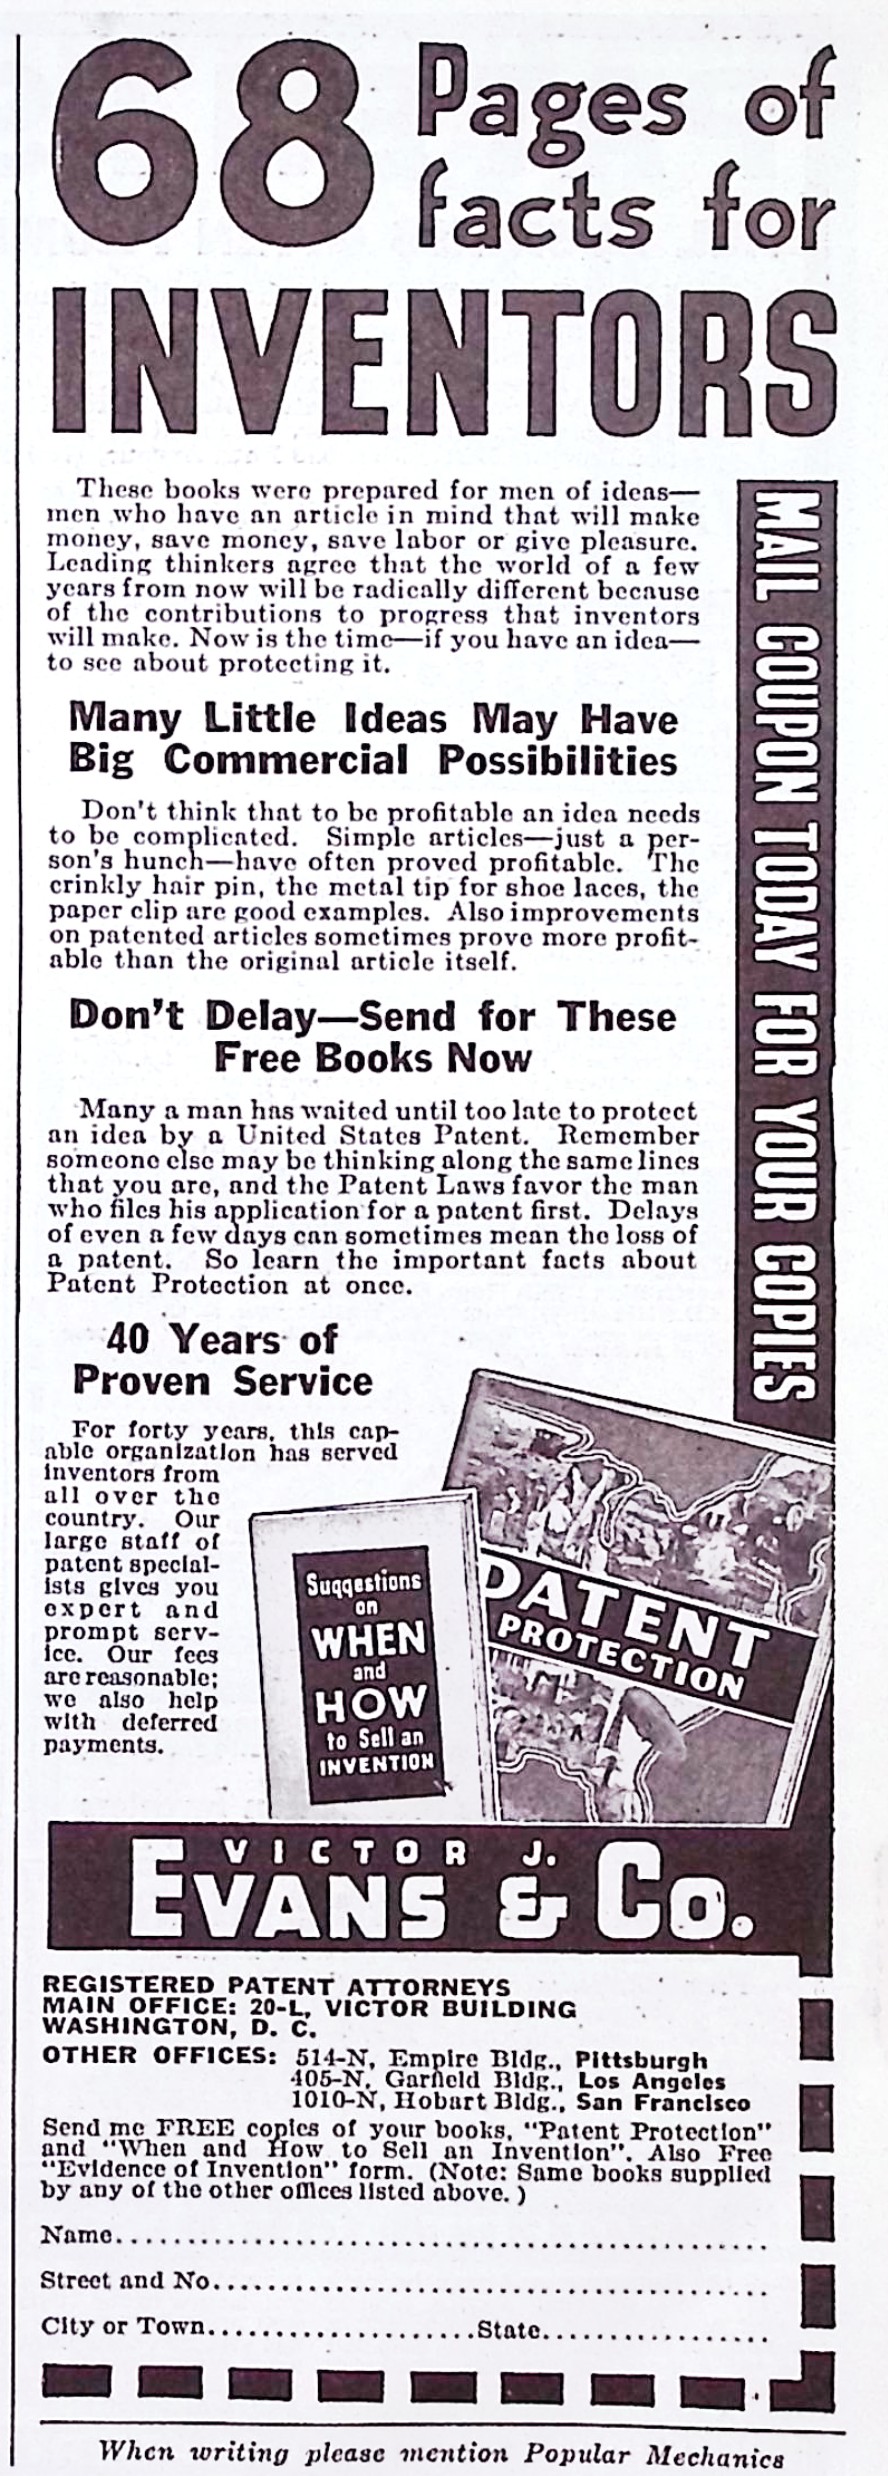 68 Pages of
facts for
INVENTORS
These books were prepared for men of ideas—
men who have an article in mind that will make
money, save money, save labor or give pleasure.
Leading thinkers agree that the world of a few
years from now will be radically different because
of the contributions to progress that inventors
will make. Now is the time—if you have an idea—
to see about protecting it.
Many Little Ideas May Have
Big Commercial Possibilities
Don't think that to be profitable an idea needs
to be complicated. Simple articles—just a per-
son's hunch—have often proved profitable. The
crinkly hair pin, the metal tip for shoe laces, the
paper clip are good examples. Also improvements
on patented articles sometimes prove more profit-
able than the original article itself.
Don't Delay—Send for These
Free Books Now
Many a man has waited until too late to protect
an idea by a United States Patent. Remember
someone else may be thinking along the same lines
that you are, and the Patent Laws favor the man
who files his application for a patent first. Delays
of even a few days can sometimes mean the loss of
a patent. So learn the important facts about
Patent Protection at once.
40 Years of
Proven Service
For forty years, this cap-
able organization has served
inventors from
all over the
country. Our
large staff of
patent special-
ists gives you
expert and
prompt serv-
ice. Our fees
are reasonable;
we also help
with deferred
payments.
MAIL COUPON TODAY FOR YOUR COPIES
Suggestions
on
WHEN
and
HOW
to Sell an
INVENTION
PATENT
PROTECTION
VICTOR J.
EVANS & Co.
REGISTERED PATENT ATTORNEYS
MAIN OFFICE: 20-L, VICTOR BUILDING
WASHINGTON, D. C.
OTHER OFFICES: 514-N, Empire Bldg., Pittsburgh
405-N, Garfield Bldg., Los Angeles
1010-N, Hobart Bldg., San Francisco
Send me FREE copies of your books, "Patent Protection"
and "When and How to Sell an Invention". Also Free
"Evidence of Invention" form. (Note: Same books supplied
by any of the other offices listed above.)
Name..................................................
Street and No..........................................
City or Town......................State...................
When writing please mention Popular Mechanics